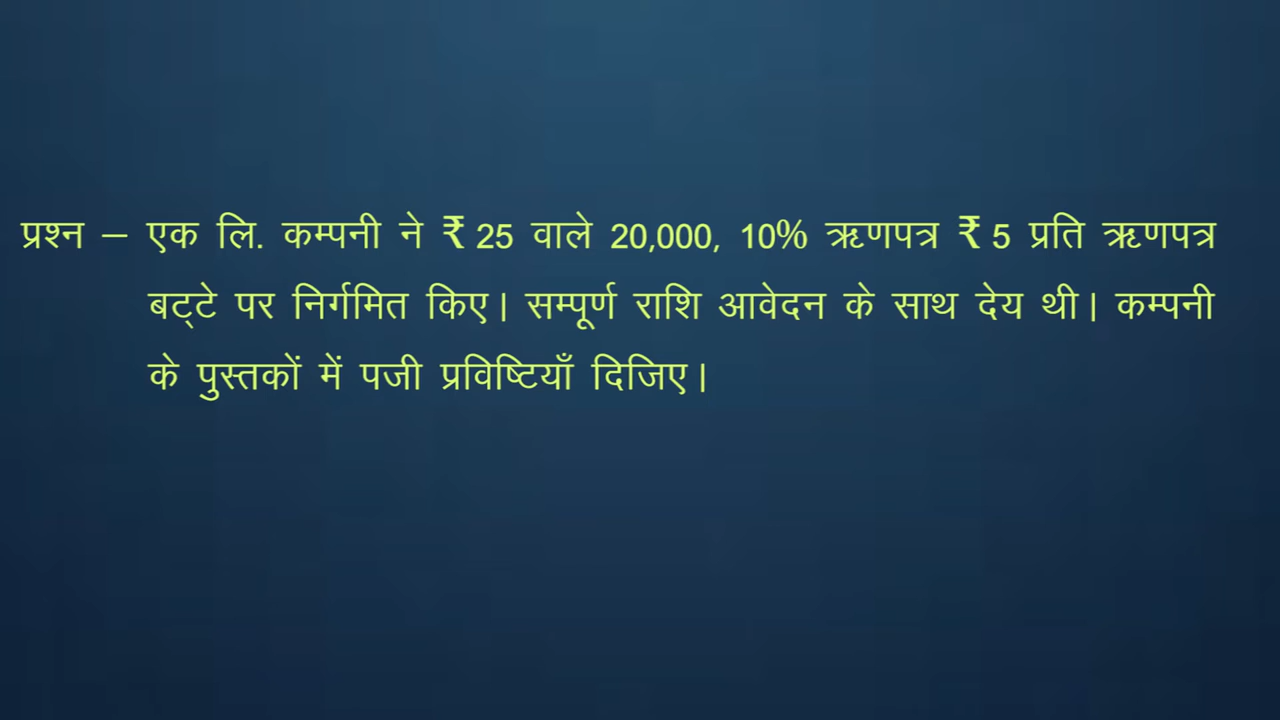 प्रश्न – एक लि. कम्पनी ने ₹ 25 वाले 20,000, 10% ऋणपत्र ₹ 5 प्रति ऋणपत्र
बट्टे पर निर्गमित किए। सम्पूर्ण राशि आवेदन के साथ देय थी। कम्पनी
के पुस्तकों में पजी प्रविष्टियाँ दिजिए।